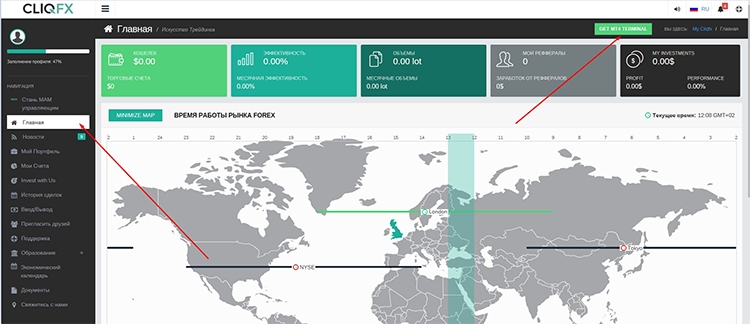 CLIQFX
RU
Главная / Искусство Трейдинга
GET MT4 TERMINAL
ВЫ ЗДЕСЬ: My Cliqfx / Главная
Заполнение профиля: 47%
НАВИГАЦИЯ
Стань MAM
управляющим
Главная
Новости
Мой Портфель
Мои Счета
Invest with Us
История сделок
Ввод/Вывод
Пригласить друзей
Поддержка
Образование
Экономический
календарь
Документы
Свяжитесь с нами
КОШЕЛЕК
$0.00
ТОРГОВЫЕ СЧЕТА
$0
ЭФФЕКТИВНОСТЬ
0.00%
МЕСЯЧНАЯ ЭФФЕКТИВНОСТЬ
0.00%
ОБЪЕМЫ
0.00 lot
МЕСЯЧНЫЕ ОБЪЕМЫ
0.00 lot
МОИ РЕФФЕРАЛЫ
0
ЗАРАБОТОК ОТ РЕФФЕРАЛОВ
0$
MY INVESTMENTS
0.00$
PROFIT PERFORMANCE
0.00$ 0.00%
MINIMIZE MAP
ВРЕМЯ РАБОТЫ РЫНКА FOREX
Текущее время: 12:08 GMT+02
2 24 23 22 21 20 19 18 17 16 15 14 13 12 11 10 9 8 7 6 5 4 3 2
London
Tokyo
NYSE